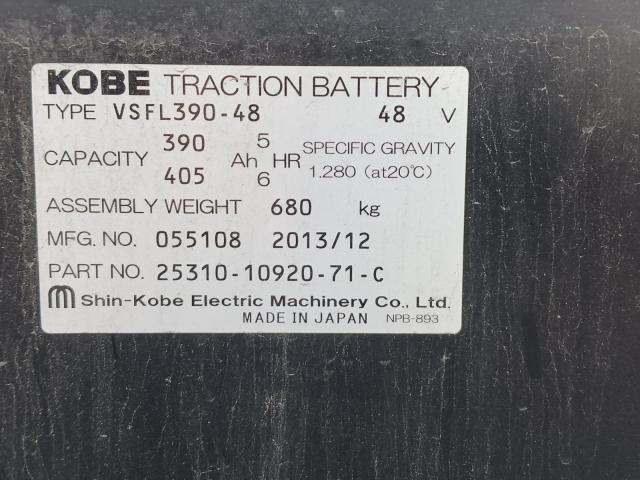 KOBE TRACTION BATTERY
TYPE VSFL390-48 48 V
CAPACITY 390 405 Ah 5 6 HR SPECIFIC GRAVITY 1.280 (at20℃)
ASSEMBLY WEIGHT 680 kg
MFG. NO. 055108 2013/12
PART NO. 25310-10920-71-C
Shin-Kobe Electric Machinery Co., Ltd.
MADE IN JAPAN NPB-893